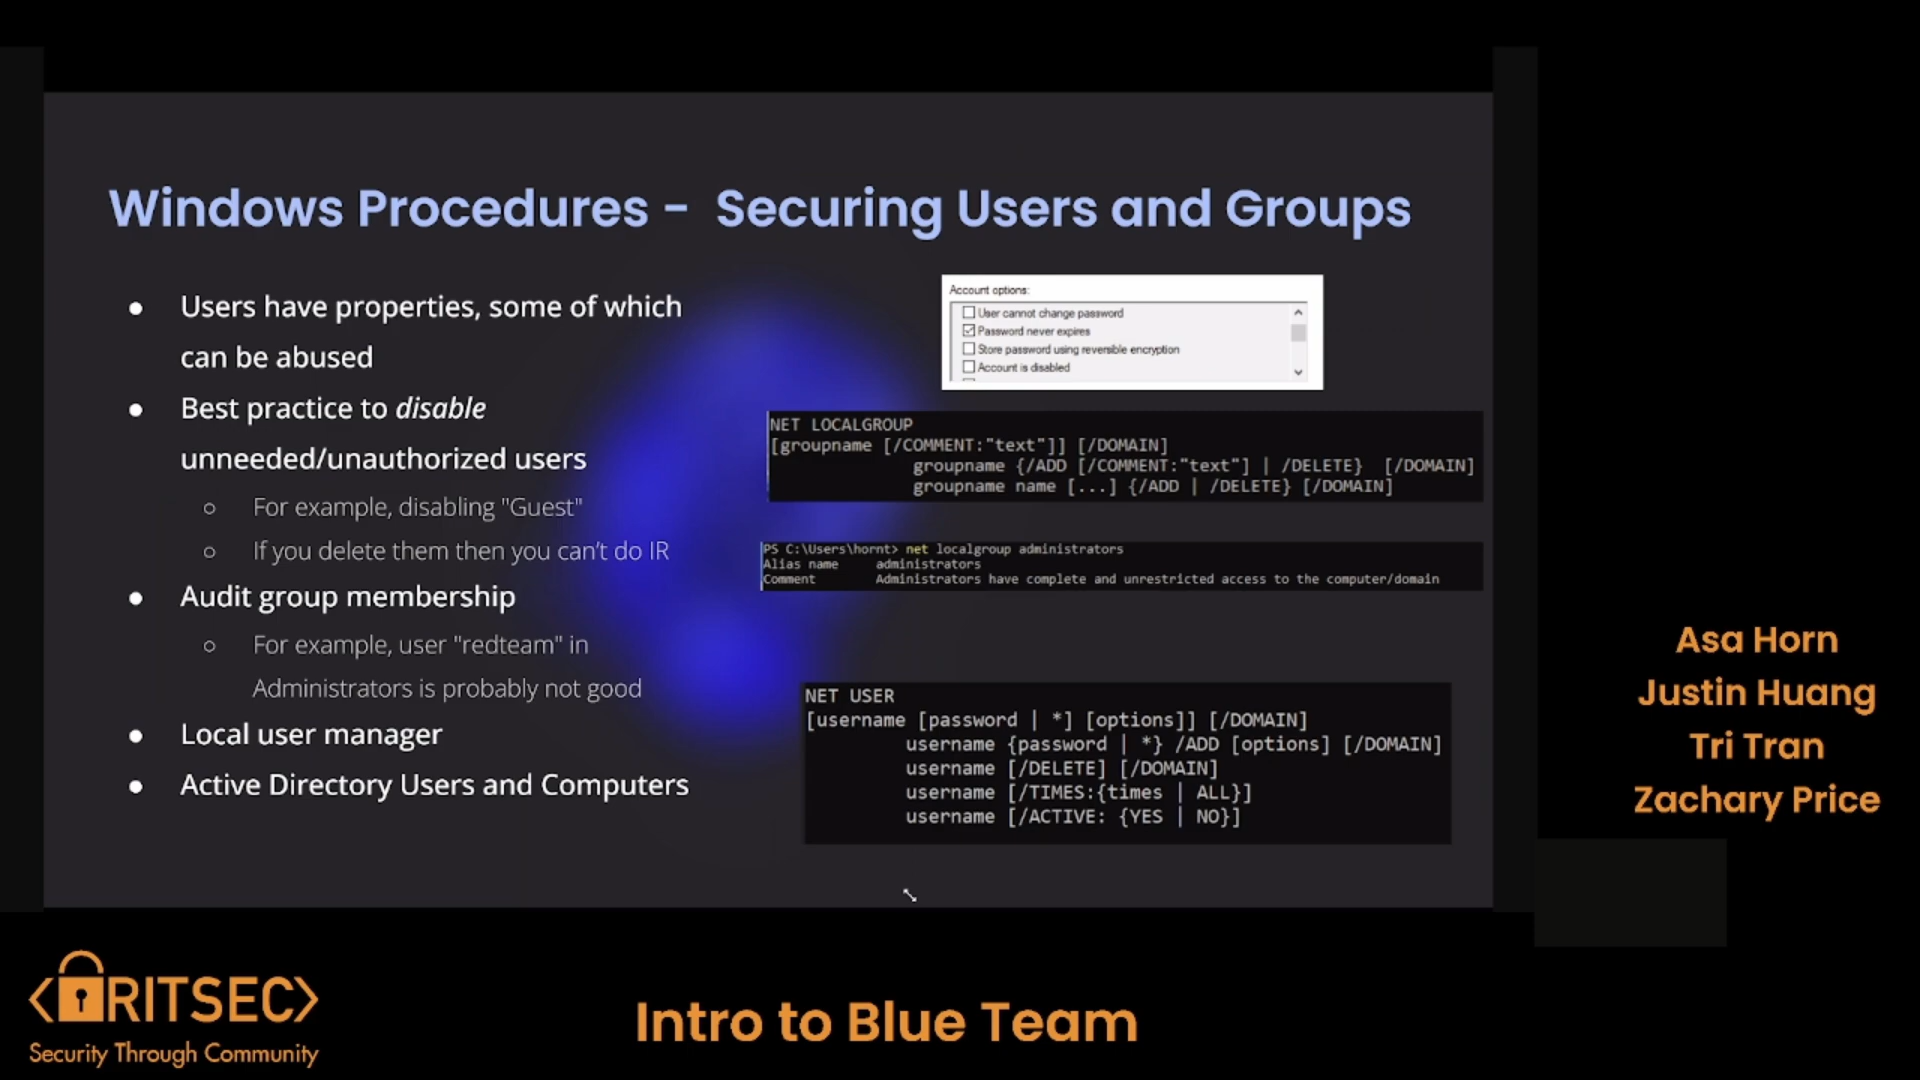 Windows Procedures - Securing Users and Groups
● Users have properties, some of which
can be abused
● Best practice to disable
unneeded/unauthorized users
○ For example, disabling "Guest"
○ If you delete them then you can't do IR
● Audit group membership
○ For example, user "redteam" in
Administrators is probably not good
● Local user manager
● Active Directory Users and Computers
Account options:
User cannot change password
Password never expires
Store password using reversible encryption
Account is disabled
NET LOCALGROUP
[groupname [/COMMENT:"text"]] [/DOMAIN]
groupname {/ADD [/COMMENT:"text"] | /DELETE} [/DOMAIN]
groupname name [...] {/ADD | /DELETE} [/DOMAIN]
PS C:\Users\hornt> net localgroup administrators
Alias name administrators
Comment Administrators have complete and unrestricted access to the computer/domain
NET USER
[username [password | *] [options]] [/DOMAIN]
username {password | *} /ADD [options] [/DOMAIN]
username [/DELETE] [/DOMAIN]
username [/TIMES:{times | ALL}]
username [/ACTIVE: {YES | NO}]
Asa Horn
Justin Huang
Tri Tran
Zachary Price
<RITSEC>
Security Through Community
Intro to Blue Team